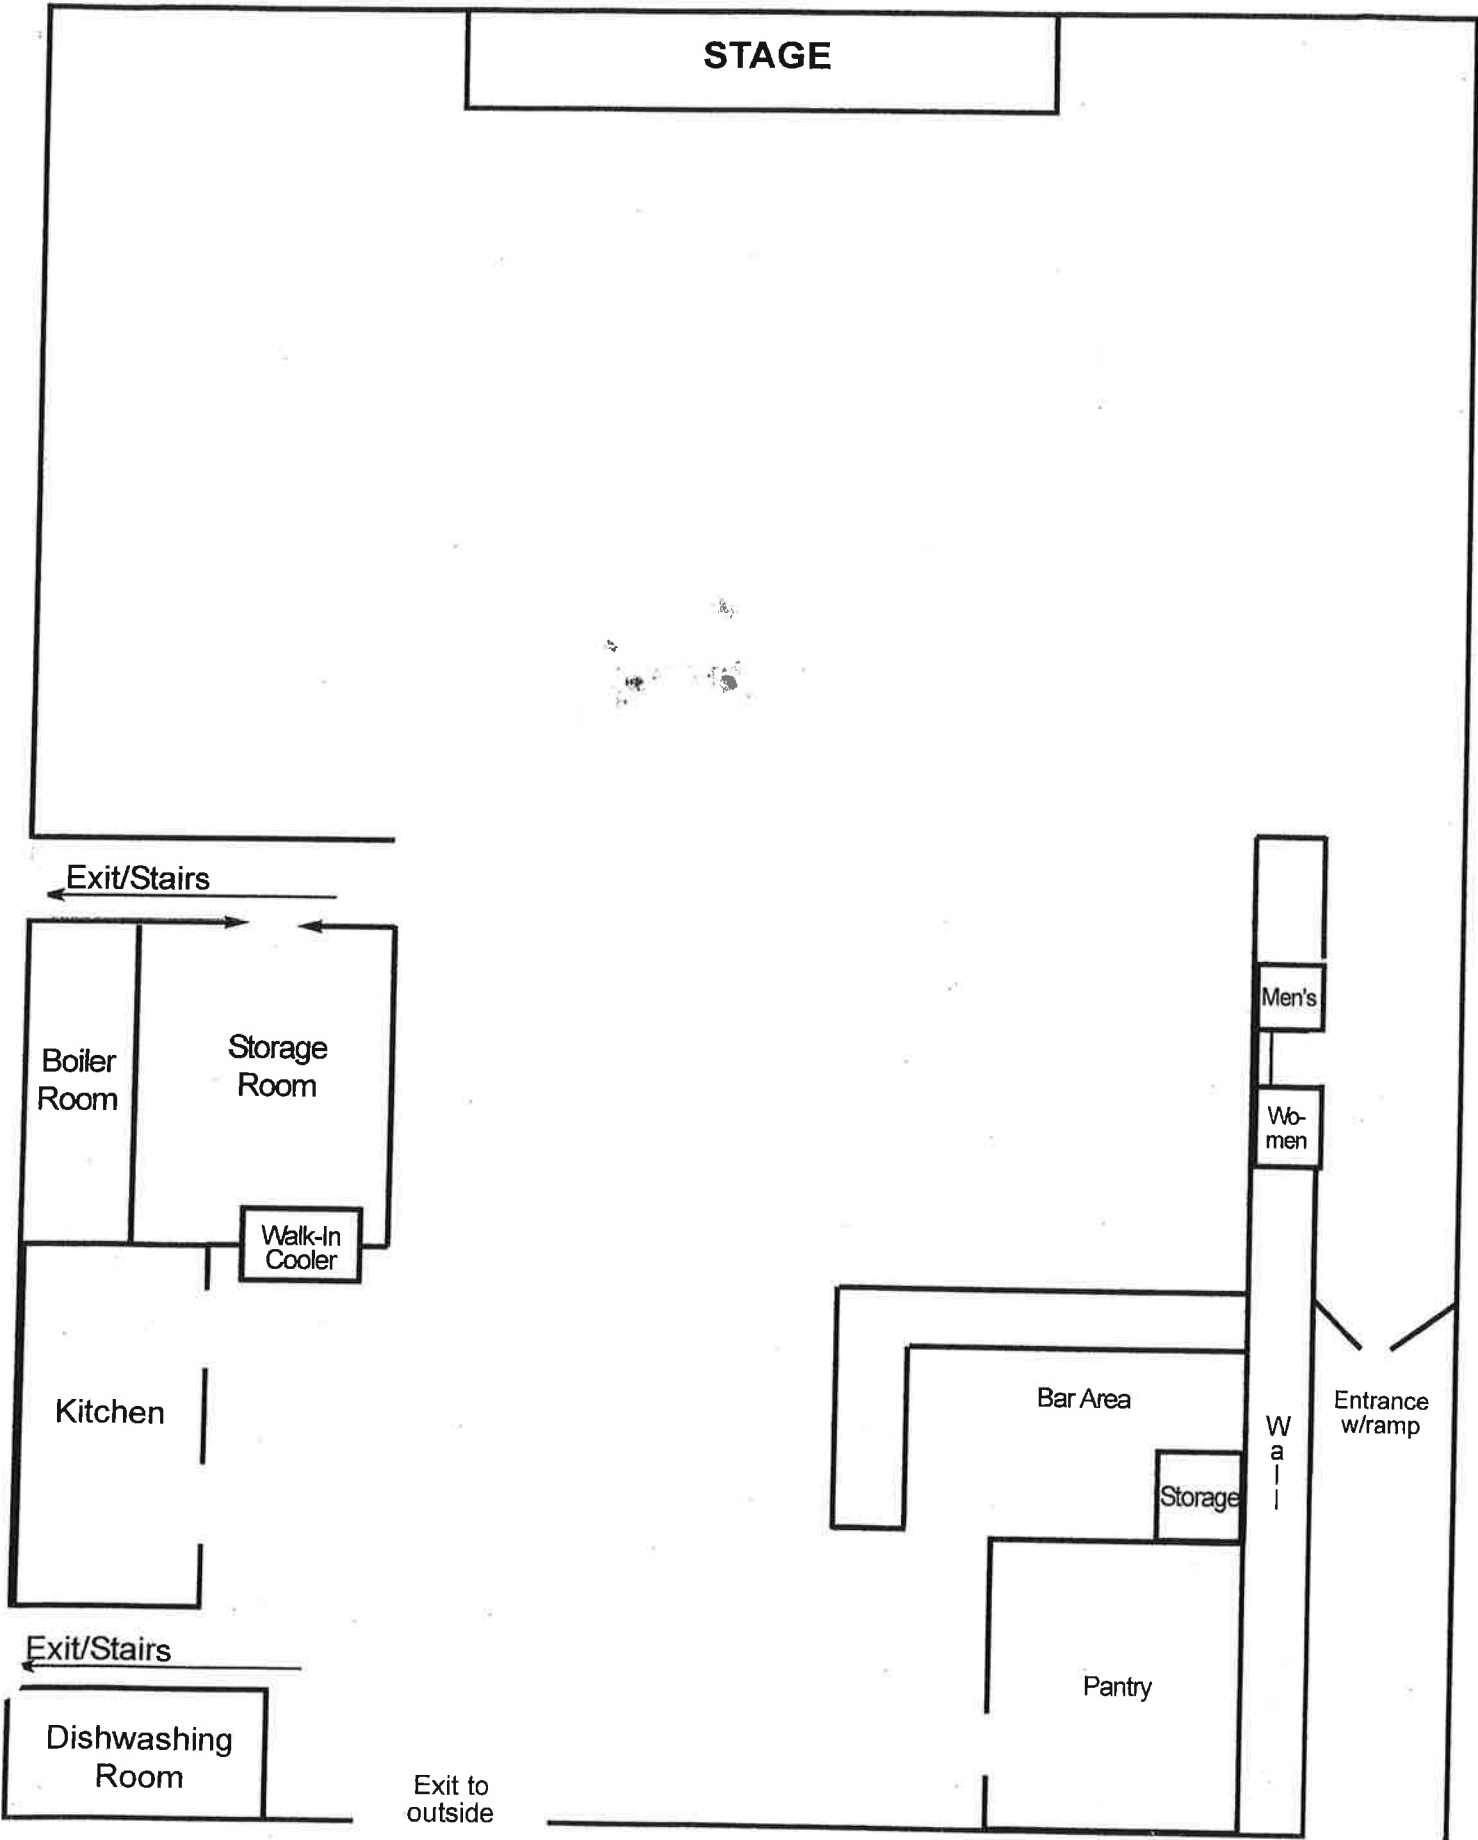 STAGE
Exit/Stairs
Men's
Boiler
Room
Storage
Room
Wo-
men
Walk-In
Cooler
Kitchen
Bar Area
Entrance
w/ramp
W
a
l
l
Storage
Exit/Stairs
Pantry
Dishwashing
Room
Exit to
outside